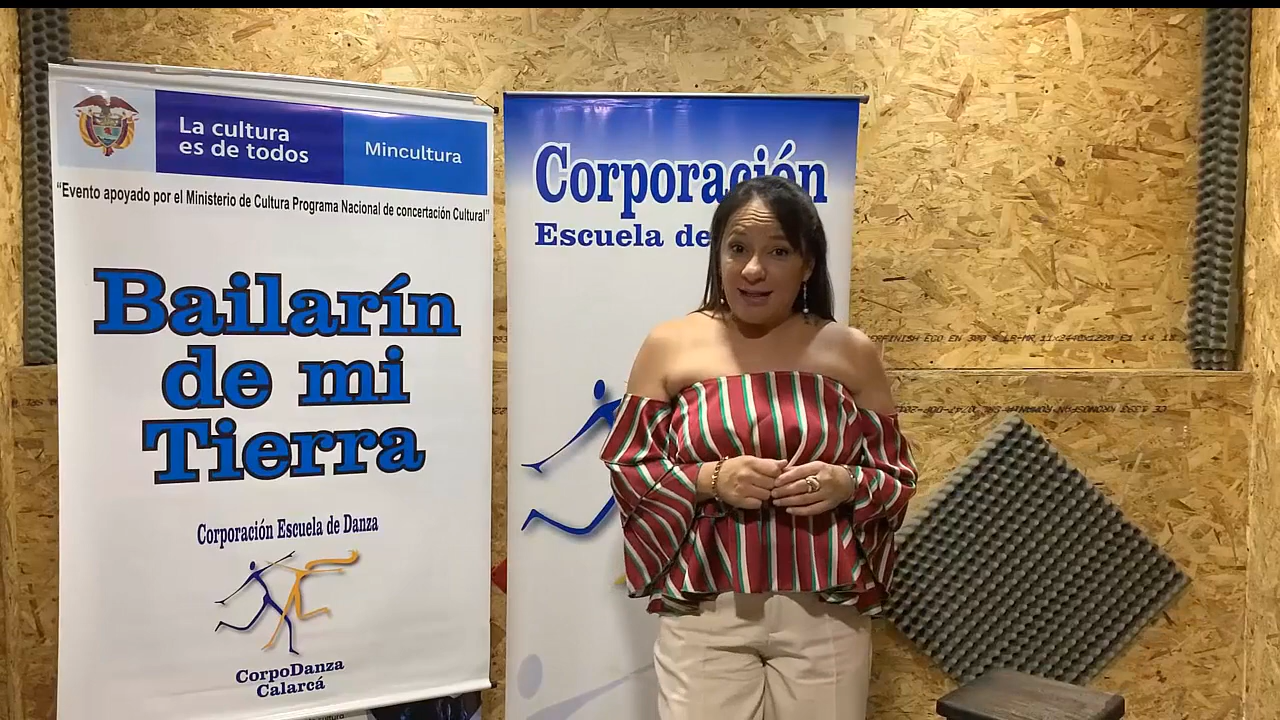 La cultura
es de todos
Mincultura
“Evento apoyado por el Ministerio de Cultura Programa Nacional de concertación Cultural”
Bailarín
de mi
Tierra
Corporación Escuela de Danza
CorpoDanza
Calarcá
Corporación
Escuela de